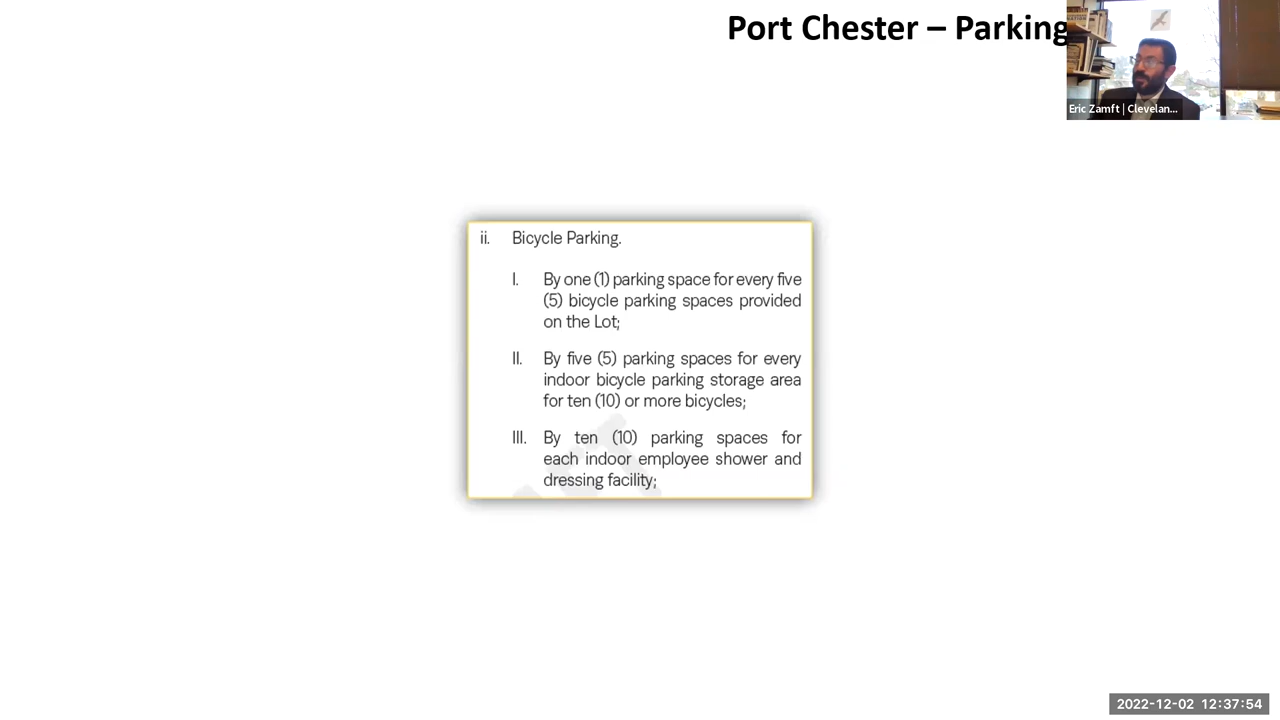 Port Chester – Parking
Eric Zamft | Clevelan...
ii. Bicycle Parking.
I. By one (1) parking space for every five
(5) bicycle parking spaces provided
on the Lot;
II. By five (5) parking spaces for every
indoor bicycle parking storage area
for ten (10) or more bicycles;
III. By ten (10) parking spaces for
each indoor employee shower and
dressing facility;
2022-12-02 12:37:54